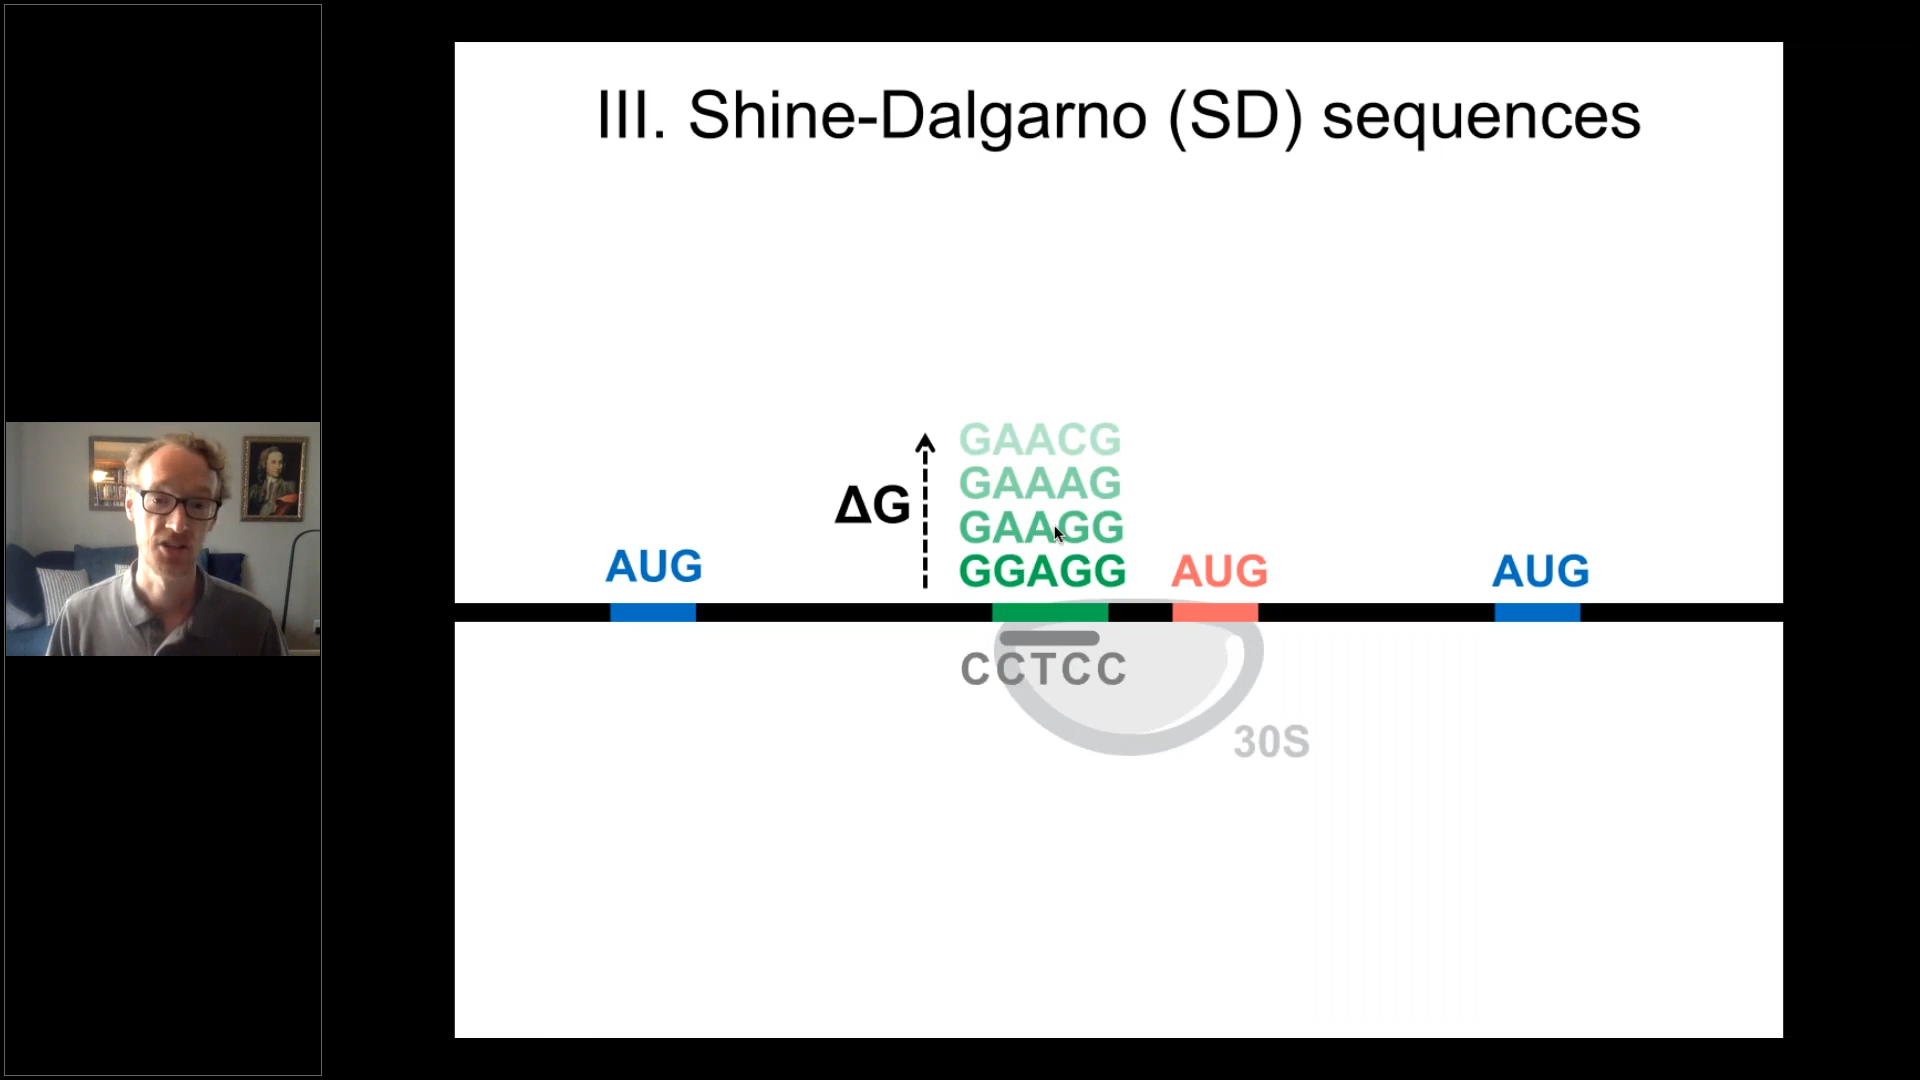 III. Shine-Dalgarno (SD) sequences
GAACG
GAAAG
ΔG
GAAGG
AUG
GGAGG
AUG
AUG
CCTCC
30S